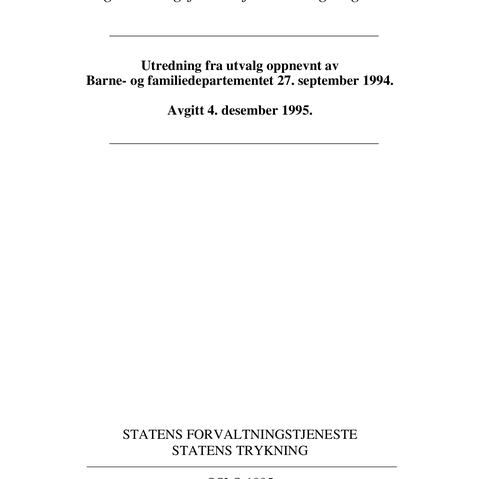 Utredning fra utvalg oppnevnt av
Barne- og familiedepartementet 27. september 1994.
Avgitt 4. desember 1995.
STATENS FORVALTNINGSTJENESTE
STATENS TRYKNING